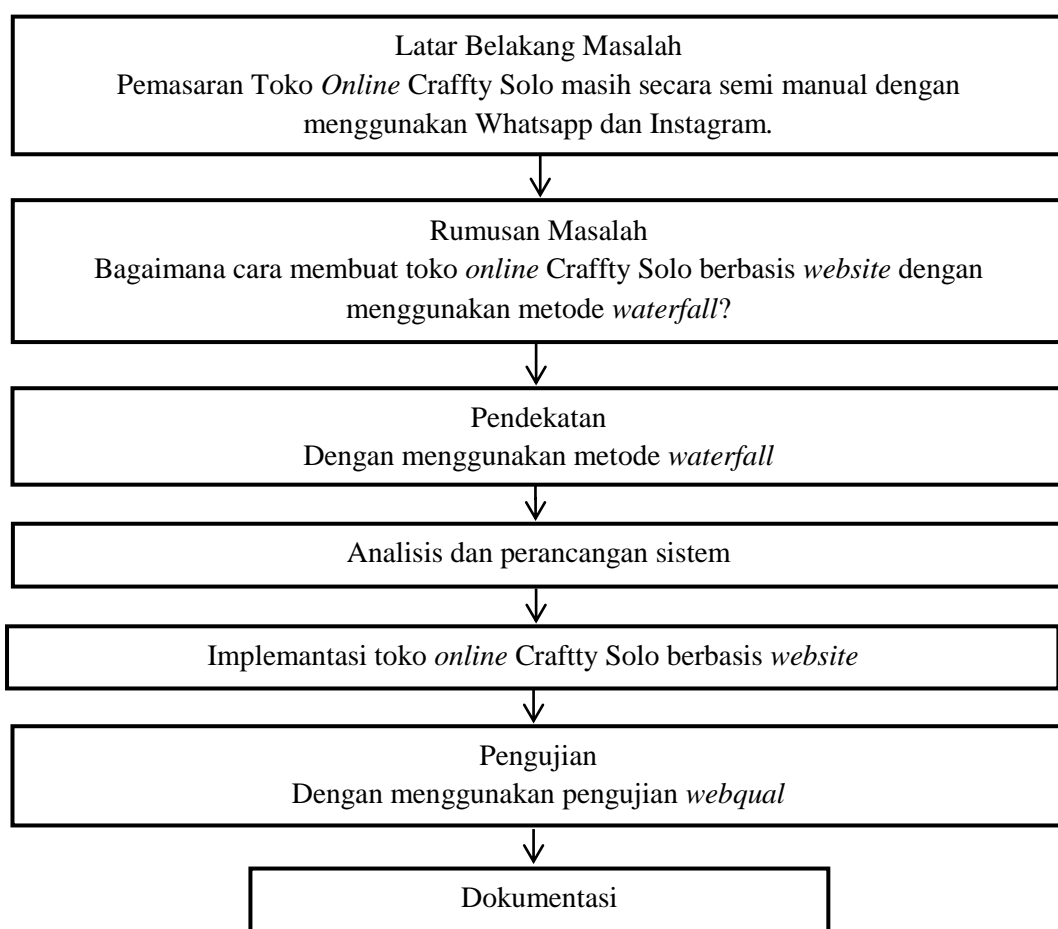 Latar Belakang Masalah
Pemasaran Toko Online Craffty Solo masih secara semi manual dengan
menggunakan Whatsapp dan Instagram.
Rumusan Masalah
Bagaimana cara membuat toko online Craffty Solo berbasis website dengan
menggunakan metode waterfall?
Pendekatan
Dengan menggunakan metode waterfall
Analisis dan perancangan sistem
Implemantasi toko online Craftty Solo berbasis website
Pengujian
Dengan menggunakan pengujian webqual
Dokumentasi